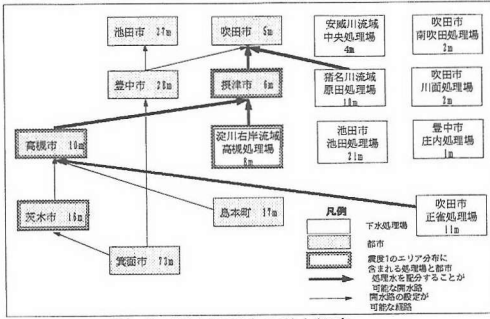 池田市 27m
吹田市 5m
安威川流域
中央処理場
4m
吹田市
南吹田処理場
2m
豊中市 28m
摂津市 6m
猪名川流域
原田処理場
10m
吹田市
川面処理場
2m
高槻市 10m
淀川右岸流域
高槻処理場
8m
池田市
池田処理場
21m
豊中市
庄内処理場
1m
茨木市 16m
島本町 17m
吹田市
正雀処理場
11m
箕面市 73m
凡例
下水処理場
都市
震度1のエリア分布に
含まれる処理場と都市
処理水を配分することが
可能な開水路
開水路の設定が
可能な経路